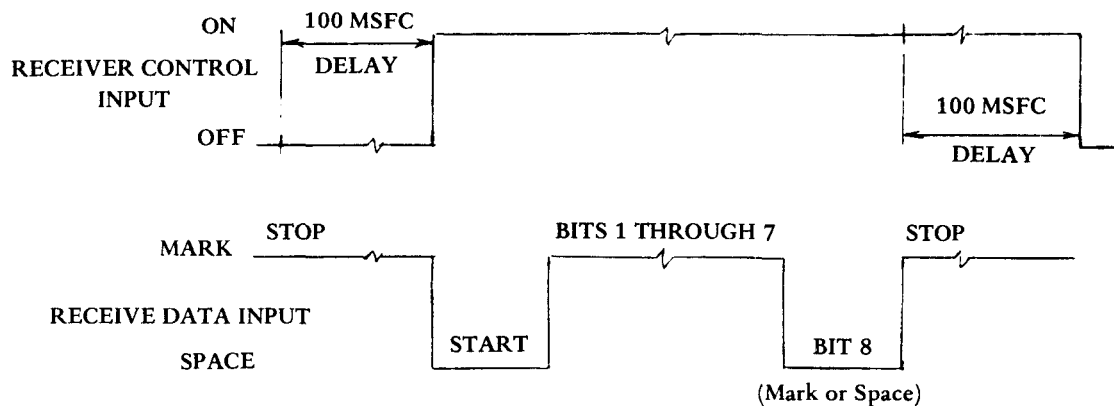 ON
100 MSFC
DELAY
RECEIVER CONTROL
INPUT
OFF
100 MSFC
DELAY
MARK
STOP
BITS 1 THROUGH 7
STOP
RECEIVE DATA INPUT
SPACE
START
BIT 8
(Mark or Space)